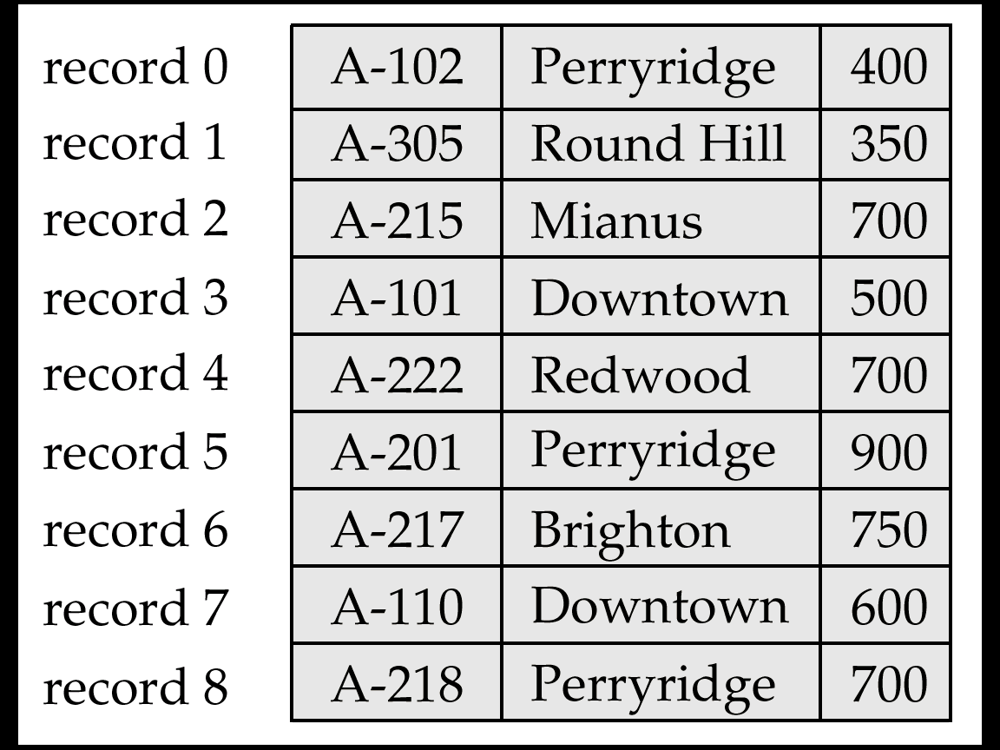 record 0 A-102 Perryridge 400
record 1 A-305 Round Hill 350
record 2 A-215 Mianus 700
record 3 A-101 Downtown 500
record 4 A-222 Redwood 700
record 5 A-201 Perryridge 900
record 6 A-217 Brighton 750
record 7 A-110 Downtown 600
record 8 A-218 Perryridge 700